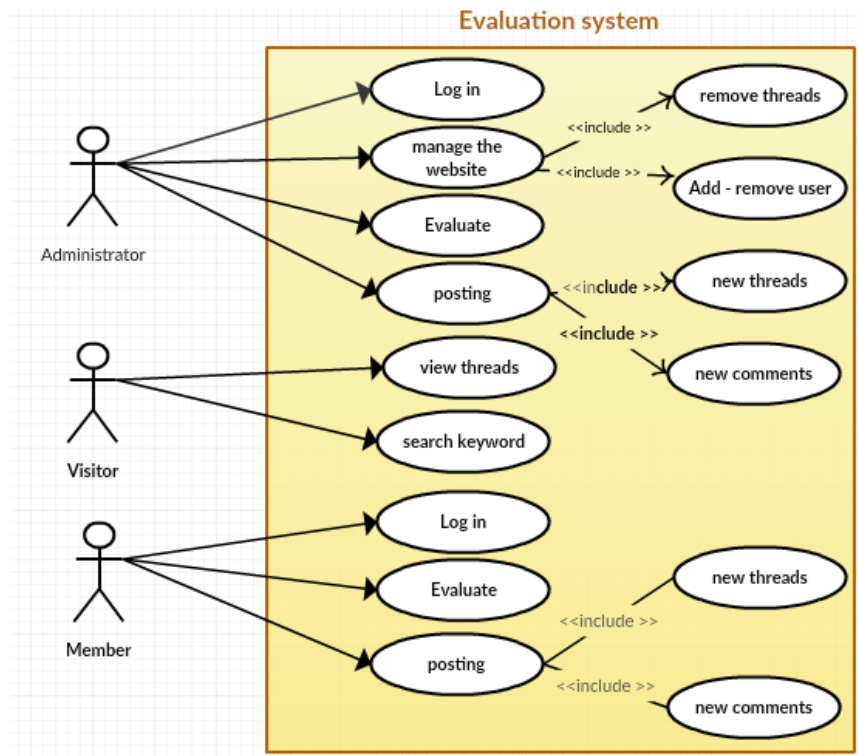 Evaluation system
Log in
remove threads
<<include >>
manage the
website
<<include >>
Add - remove user
Evaluate
Administrator
posting
<<include >>
new threads
<<include >>
view threads
new comments
search keyword
Visitor
Log in
Evaluate
new threads
<<include >>
Member
posting
<<include >>
new comments